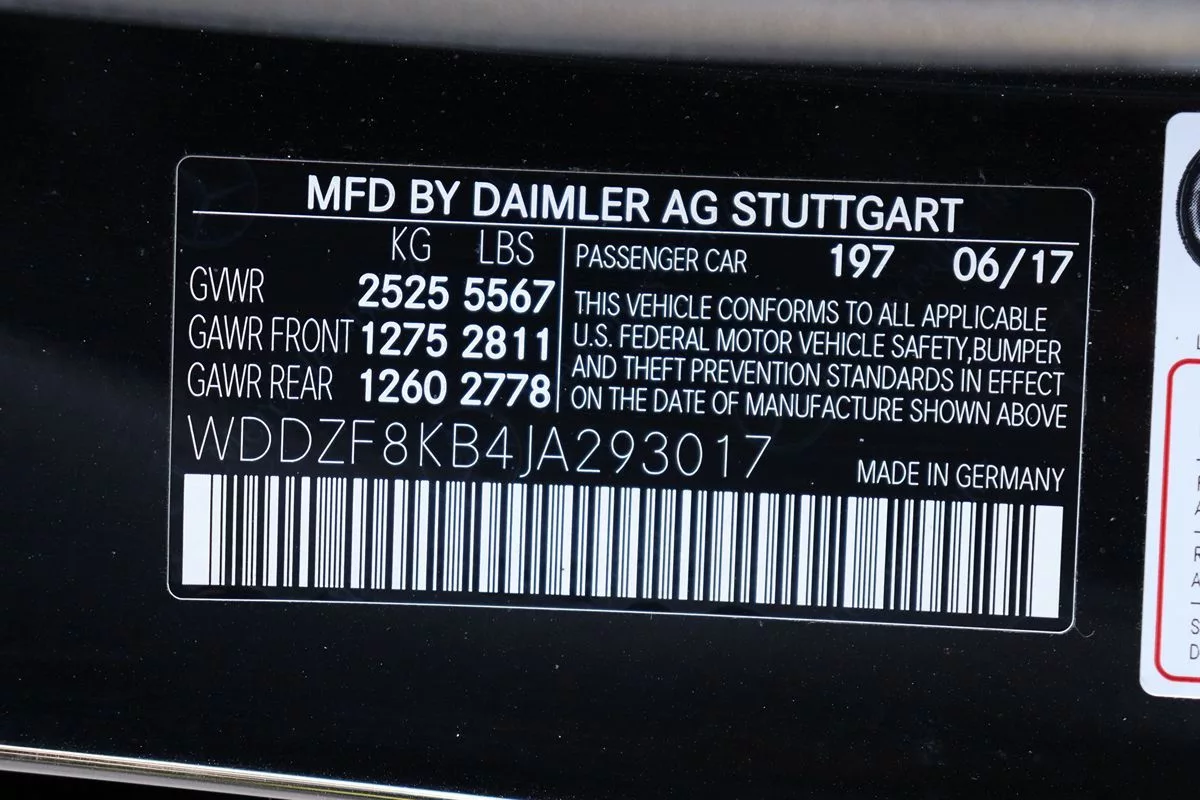 MFD BY DAIMLER AG STUTTGART
KG LBS
GVWR 2525 5567
GAWR FRONT 1275 2811
GAWR REAR 1260 2778
PASSENGER CAR 197 06/17
THIS VEHICLE CONFORMS TO ALL APPLICABLE
U.S. FEDERAL MOTOR VEHICLE SAFETY,BUMPER
AND THEFT PREVENTION STANDARDS IN EFFECT
ON THE DATE OF MANUFACTURE SHOWN ABOVE
WDDZF8KB4JA293017
MADE IN GERMANY